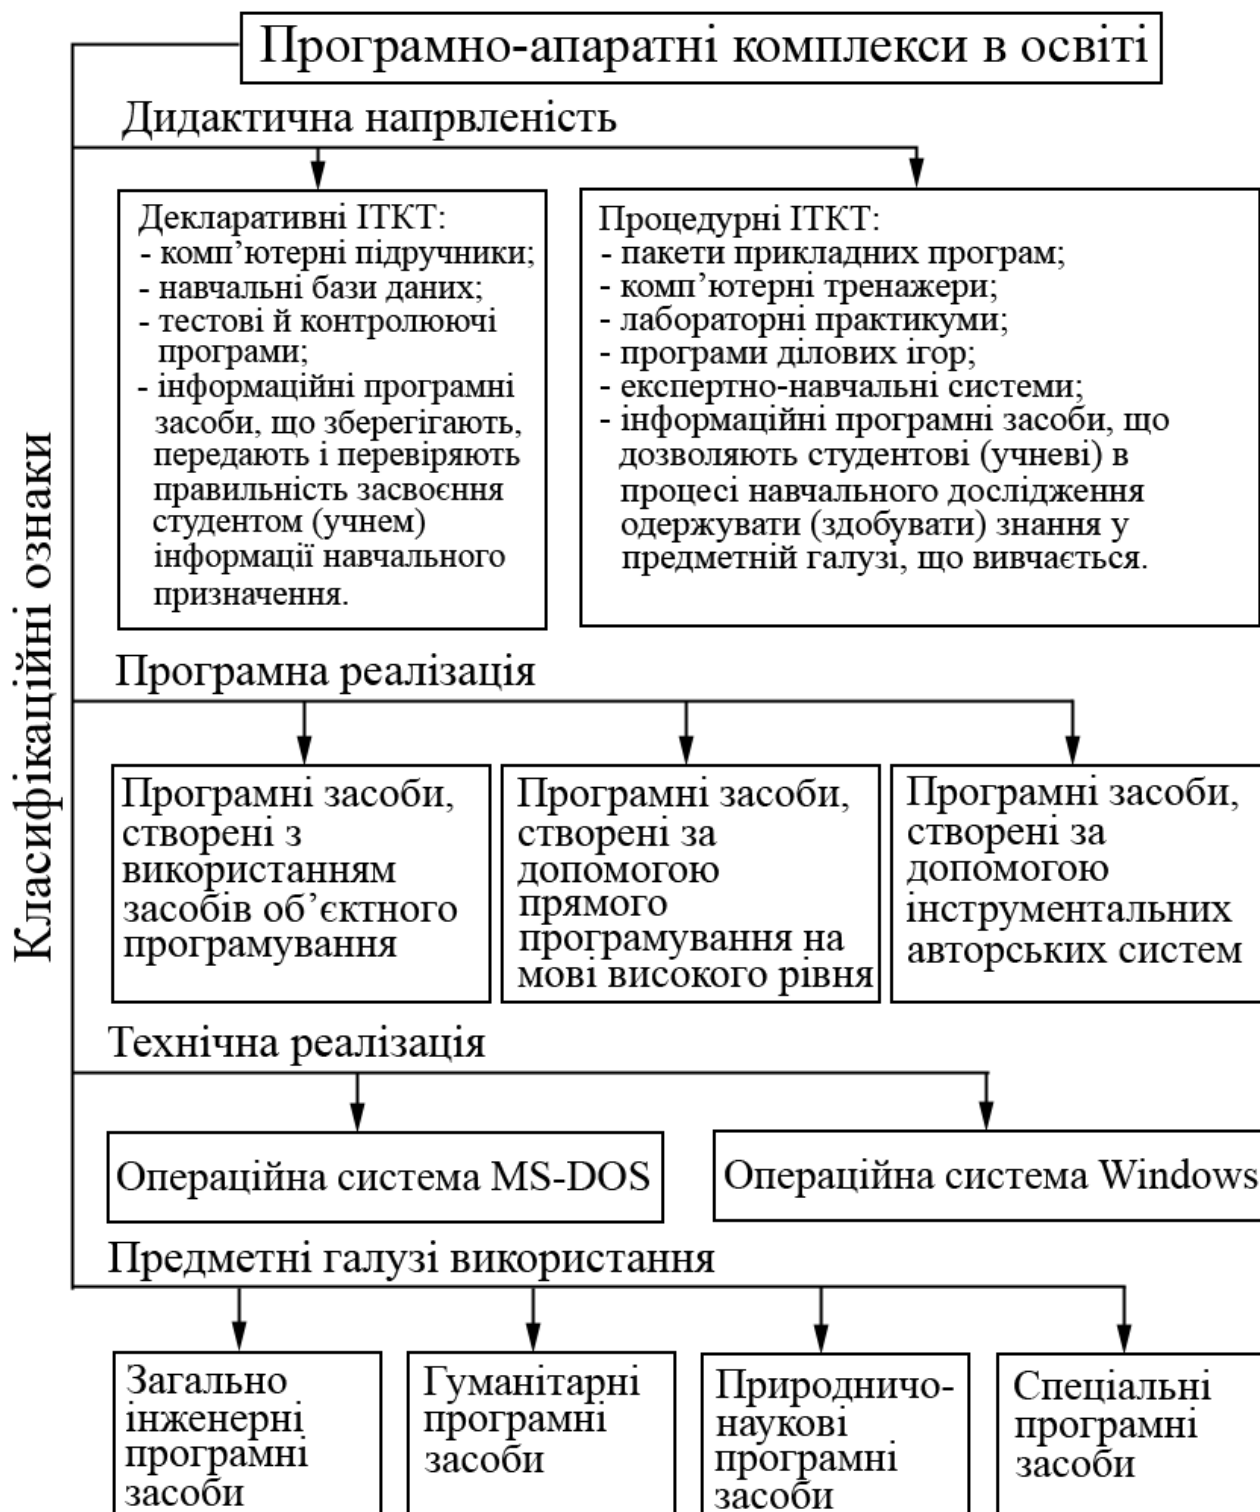 Програмно-апаратні комплекси в освіті
Класифікаційні ознаки
Дидактична напрвленість
Декларативні ІТКТ:
- комп’ютерні підручники;
- навчальні бази даних;
- тестові й контролюючі
програми;
- інформаційні програмні
засоби, що зберегігають,
передають і перевіряють
правильність засвоєння
студентом (учнем)
інформації навчального
призначення.
Процедурні ІТКТ:
- пакети прикладних програм;
- комп’ютерні тренажери;
- лабораторні практикуми;
- програми ділових ігор;
- експертно-навчальні системи;
- інформаційні програмні засоби, що
дозволяють студентові (учневі) в
процесі навчального дослідження
одержувати (здобувати) знання у
предметній галузі, що вивчається.
Програмна реалізація
Програмні засоби,
створені з
використанням
засобів об’єктного
програмування
Програмні засоби,
створені за
допомогою
прямого
програмування на
мові високого рівня
Програмні засоби,
створені за
допомогою
інструментальних
авторських систем
Технічна реалізація
Операційна система MS-DOS
Операційна система Windows
Предметні галузі використання
Загально
інженерні
програмні
засоби
Гуманітарні
програмні
засоби
Природничо-
наукові
програмні
засоби
Спеціальні
програмні
засоби